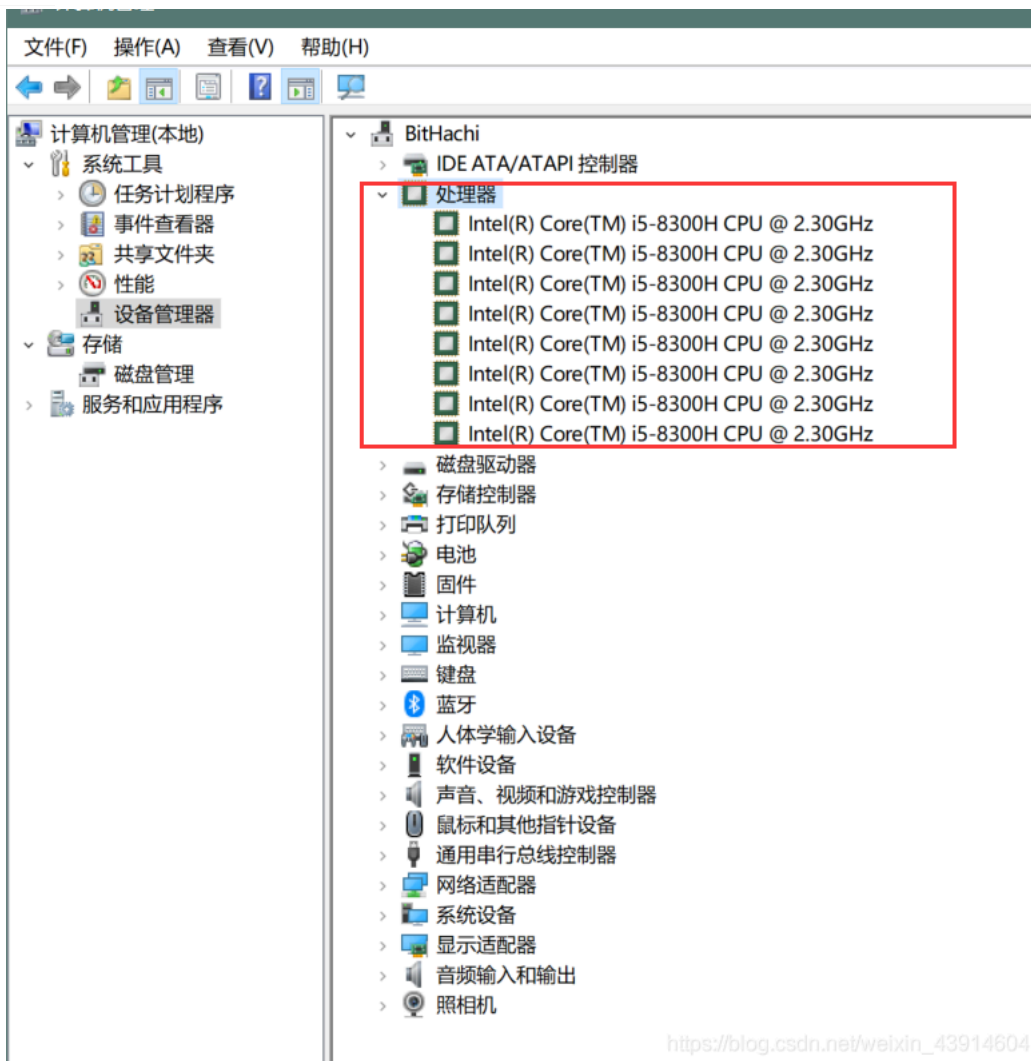 文件(F) 操作(A) 查看(V) 帮助(H)
计算机管理(本地)
系统工具
任务计划程序
事件查看器
共享文件夹
性能
设备管理器
存储
磁盘管理
服务和应用程序
BitHachi
IDE ATA/ATAPI 控制器
处理器
Intel(R) Core(TM) i5-8300H CPU @ 2.30GHz
Intel(R) Core(TM) i5-8300H CPU @ 2.30GHz
Intel(R) Core(TM) i5-8300H CPU @ 2.30GHz
Intel(R) Core(TM) i5-8300H CPU @ 2.30GHz
Intel(R) Core(TM) i5-8300H CPU @ 2.30GHz
Intel(R) Core(TM) i5-8300H CPU @ 2.30GHz
Intel(R) Core(TM) i5-8300H CPU @ 2.30GHz
Intel(R) Core(TM) i5-8300H CPU @ 2.30GHz
磁盘驱动器
存储控制器
打印队列
电池
固件
计算机
监视器
键盘
蓝牙
人体学输入设备
软件设备
声音、视频和游戏控制器
鼠标和其他指针设备
通用串行总线控制器
网络适配器
系统设备
显示适配器
音频输入和输出
照相机
https://blog.csdn.net/weixin_43914604